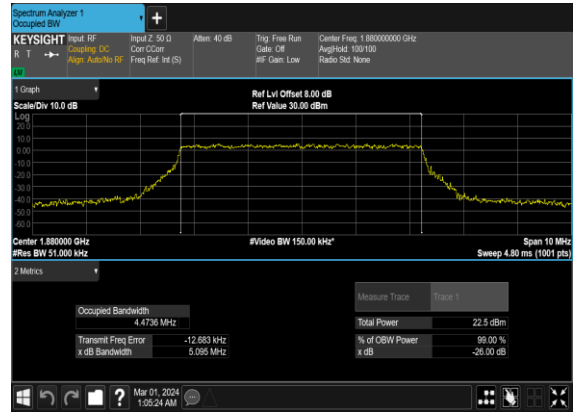 Spectrum Analyzer 1
Occupied BW
+
KEYSIGHT Input: RF Input Z: 50 Ω Atten: 40 dB Trig: Free Run Center Freq: 1.880000000 GHz
R T Coupling: DC Corr CCorr Gate: Off Avg|Hold: 100/100
Align: Auto/No RF Freq Ref: Int (S) #IF Gain: Low Radio Std: None
LW
1 Graph
Ref Lvl Offset 8.00 dB
Scale/Div 10.0 dB Ref Value 30.00 dBm
Log
20.0
10.0
0.00
-10.0
-20.0
-30.0
-40.0
-50.0
-60.0
Center 1.880000 GHz #Video BW 150.00 kHz* Span 10 MHz
#Res BW 51.000 kHz Sweep 4.80 ms (1001 pts)
2 Metrics
Measure Trace Trace 1
Occupied Bandwidth
4.4736 MHz
Total Power 22.5 dBm
Transmit Freq Error -12.683 kHz % of OBW Power 99.00 %
x dB Bandwidth 5.095 MHz x dB -26.00 dB
? Mar 01, 2024
1:05:24 AM